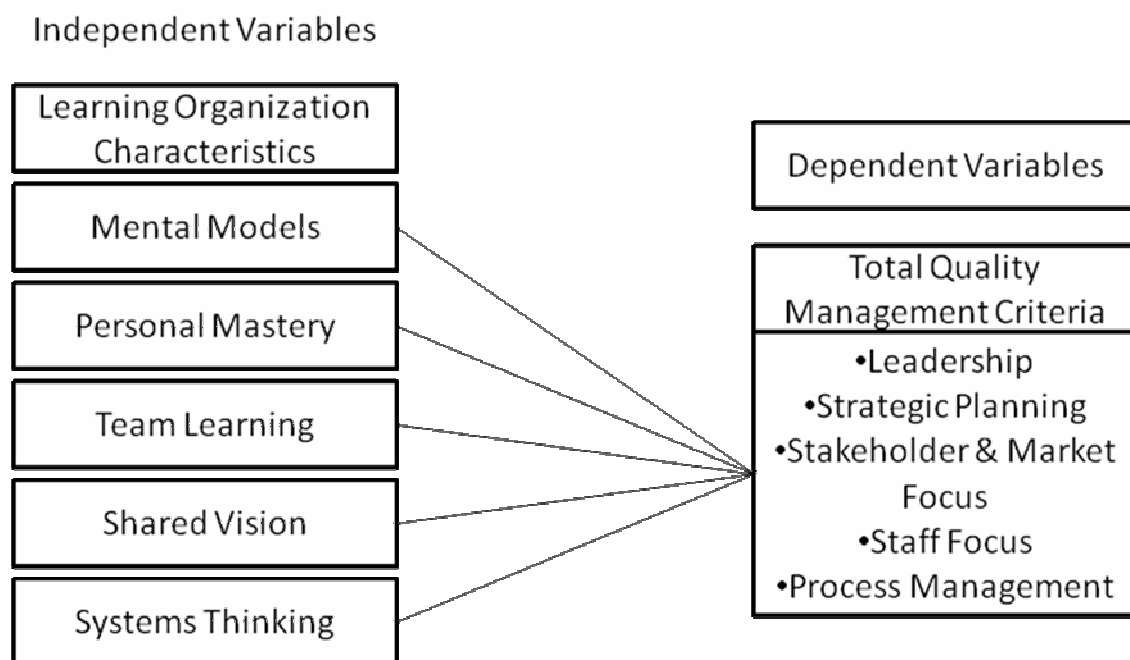 Independent Variables
Learning Organization
Characteristics
Mental Models
Personal Mastery
Team Learning
Shared Vision
Systems Thinking
Dependent Variables
Total Quality
Management Criteria
•Leadership
•Strategic Planning
•Stakeholder & Market
Focus
•Staff Focus
•Process Management